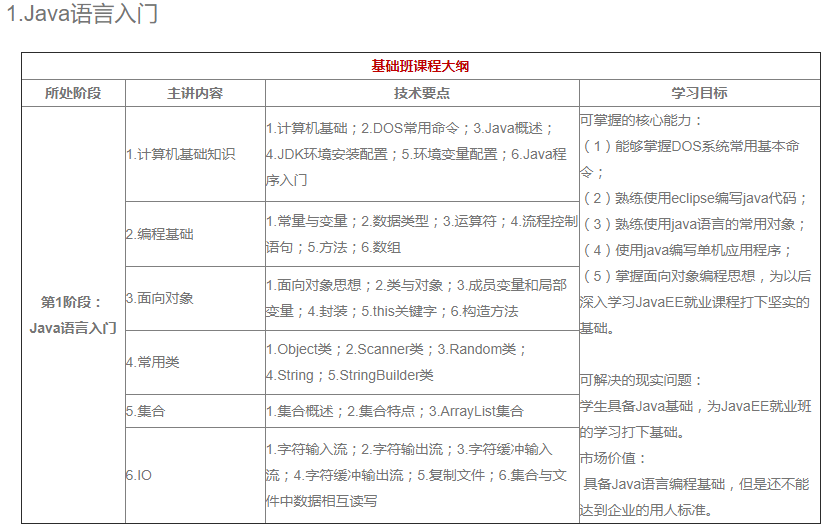 1.Java语言入门
基础班课程大纲
所处阶段
主讲内容
技术要点
学习目标
第1阶段：
Java语言入门
1.计算机基础知识
1.计算机基础；2.DOS常用命令；3.Java概述；
4.JDK环境安装配置；5.环境变量配置；6.Java程
序入门
2.编程基础
1.常量与变量；2.数据类型；3.运算符；4.流程控制
语句；5.方法；6.数组
3.面向对象
1.面向对象思想；2.类与对象；3.成员变量和局部
变量；4.封装；5.this关键字；6.构造方法
4.常用类
1.Object类；2.Scanner类；3.Random类；
4.String；5.StringBuilder类
5.集合
1.集合概述；2.集合特点；3.ArrayList集合
6.IO
1.字符输入流；2.字符输出流；3.字符缓冲输入
流；4.字符缓冲输出流；5.复制文件；6.集合与文
件中数据相互读写
可掌握的核心能力：
（1）能够掌握DOS系统常用基本命
令；
（2）熟练使用eclipse编写java代码；
（3）熟练使用java语言的常用对象；
（4）使用java编写单机应用程序；
（5）掌握面向对象编程思想，为以后
深入学习JavaEE就业课程打下坚实的
基础。
可解决的现实问题：
学生具备Java基础，为JavaEE就业班
的学习打下基础。
市场价值：
具备Java语言编程基础，但是还不能
达到企业的用人标准。